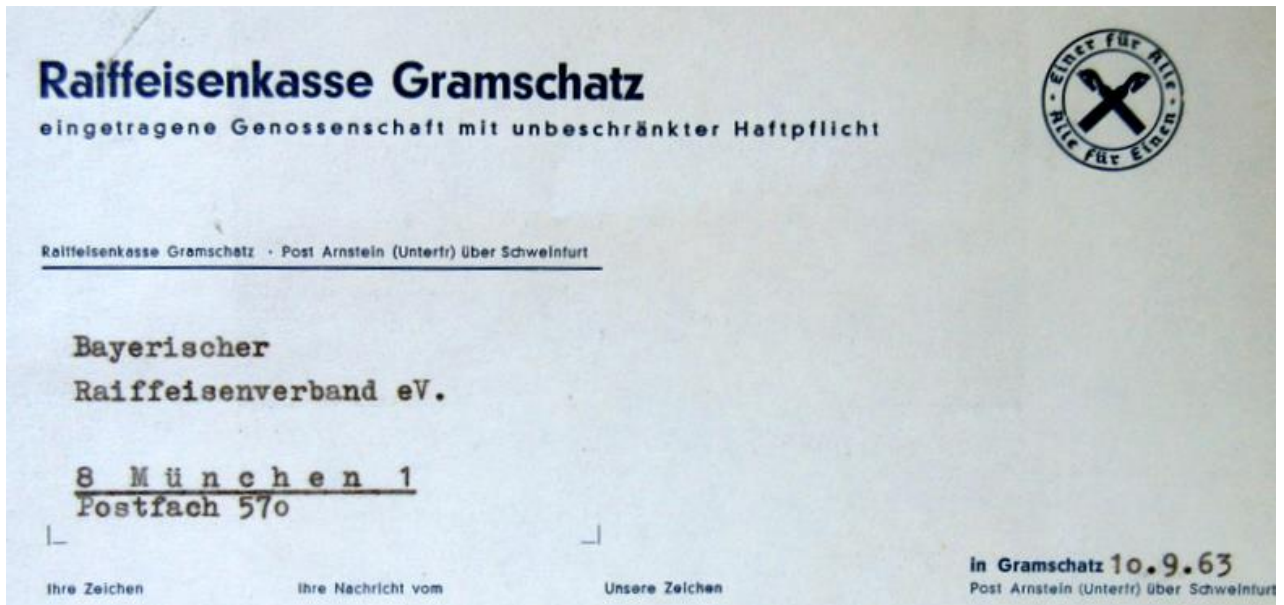 Raiffeisenkasse Gramschatz
eingetragene Genossenschaft mit unbeschränkter Haftpflicht
Einer für Alle · Alle für Einen ·
Raiffeisenkasse Gramschatz · Post Arnstein (Unterfr) über Schweinfurt
Bayerischer
Raiffeisenverband eV.
8 München 1
Postfach 57o
in Gramschatz 1o.9.63
Post Arnstein (Unterfr) über Schweinfurt
Ihre Zeichen Ihre Nachricht vom Unsere Zeichen